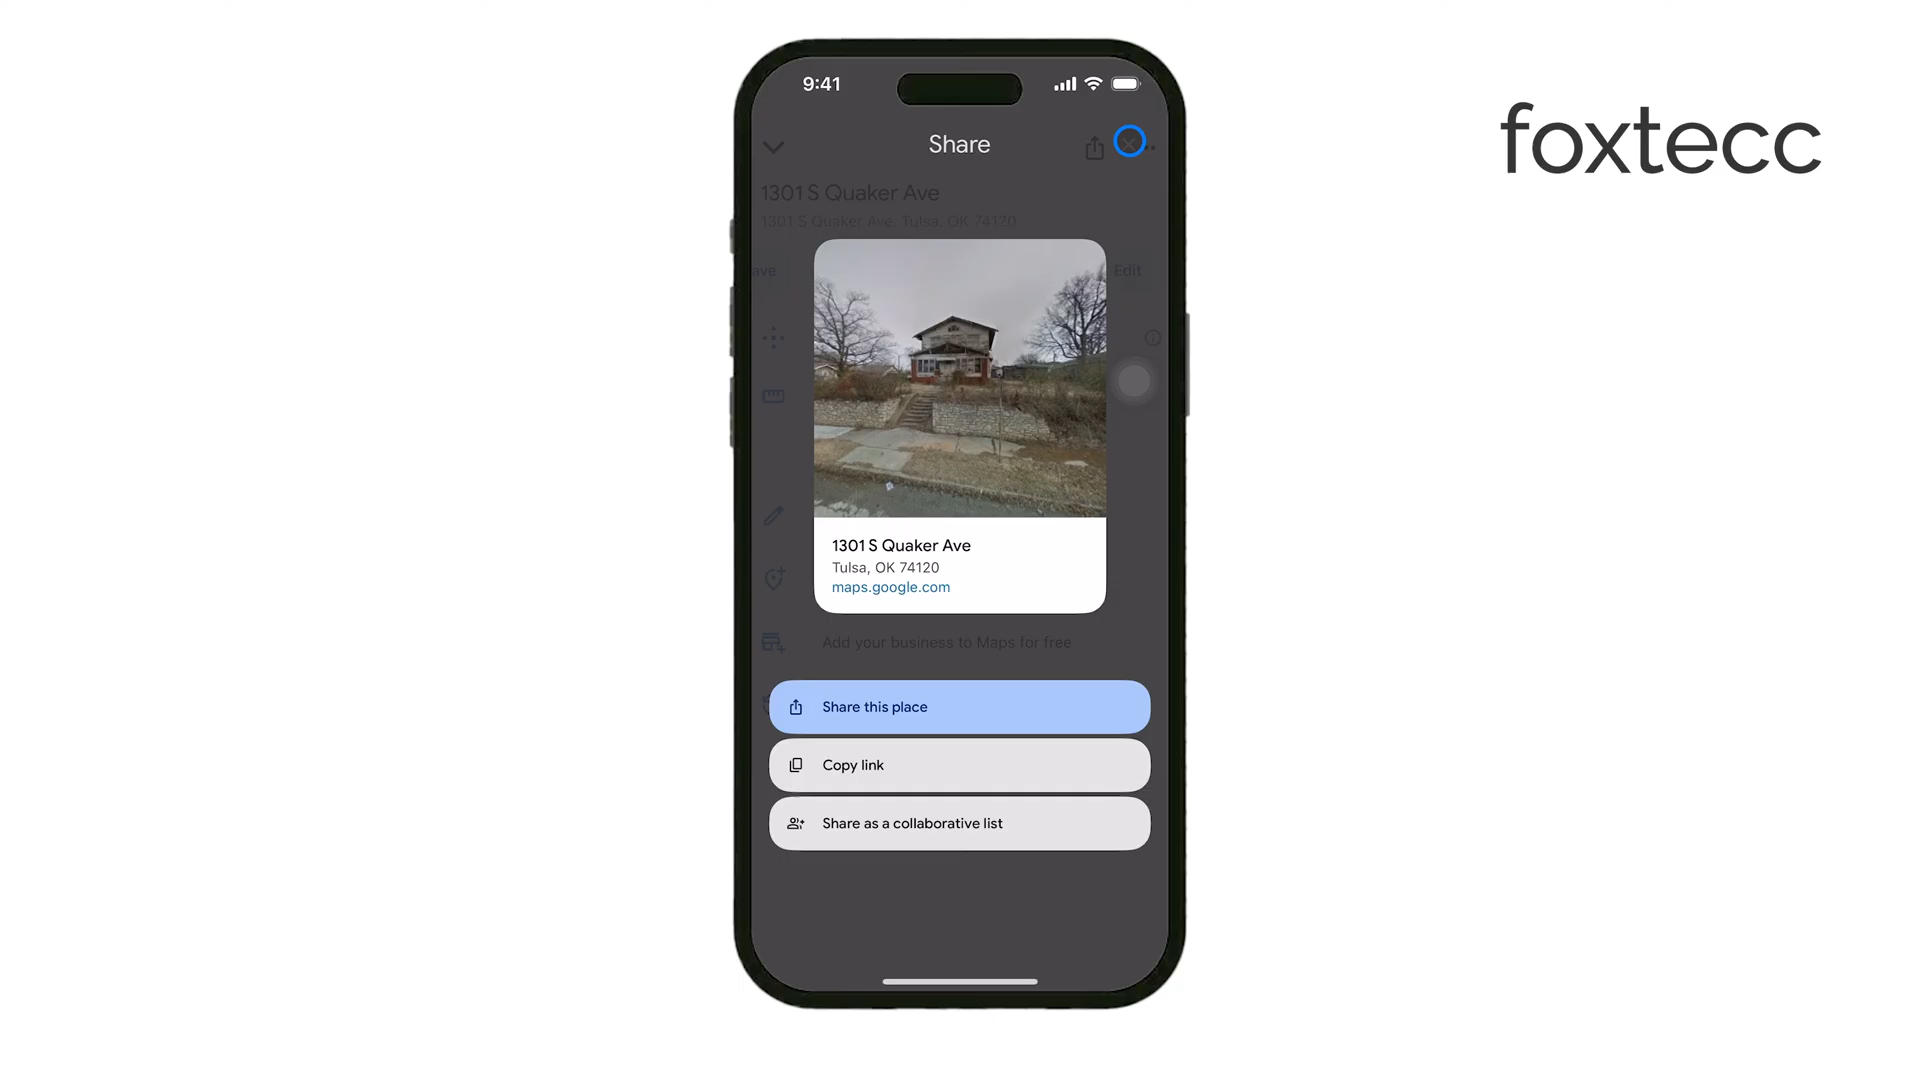 9:41
foxtecc
Share
1301 S Quaker Ave
1301 S Quaker Ave, Tulsa, OK 74120
ave
Edit
1301 S Quaker Ave
Tulsa, OK 74120
maps.google.com
Add your business to Maps for free
Share this place
Copy link
Share as a collaborative list